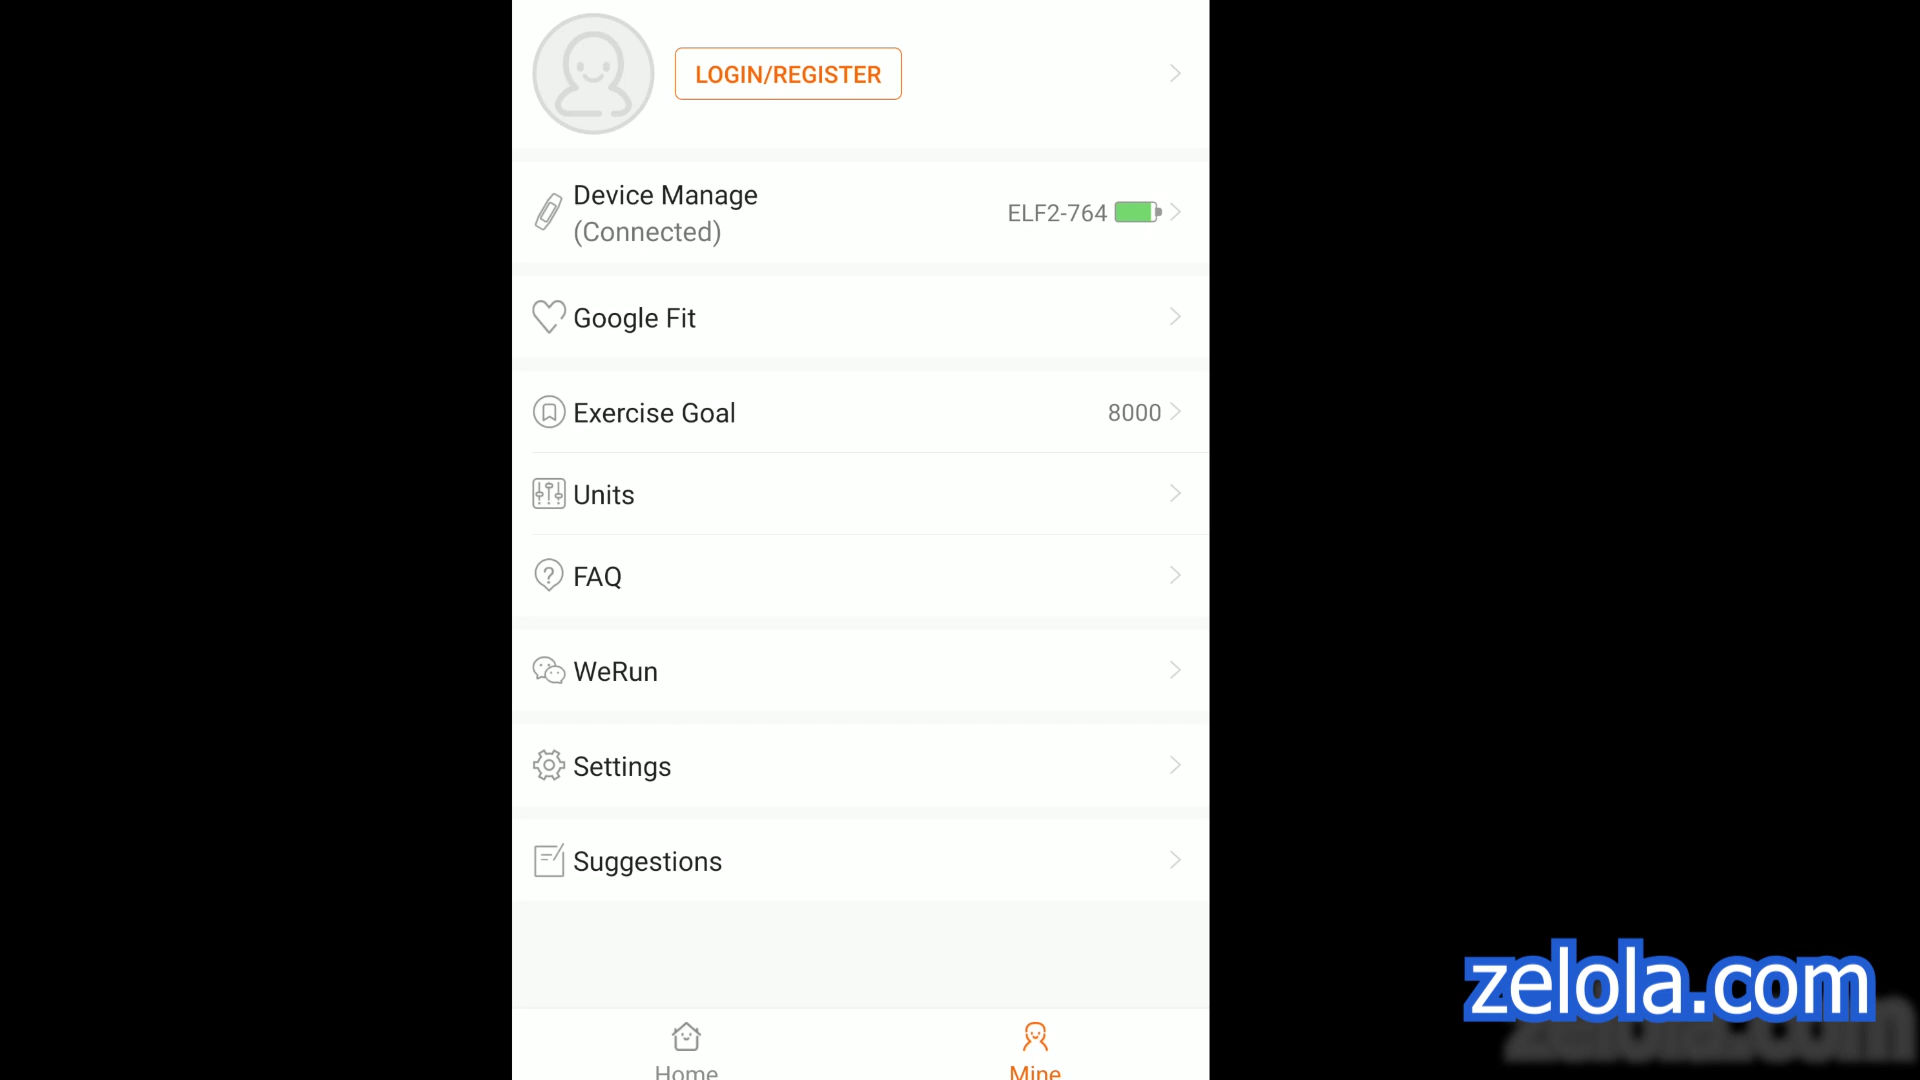 LOGIN/REGISTER
Device Manage
(Connected)
ELF2-764
Google Fit
Exercise Goal
8000
Units
FAQ
WeRun
Settings
Suggestions
Home
Mine
zelola.com